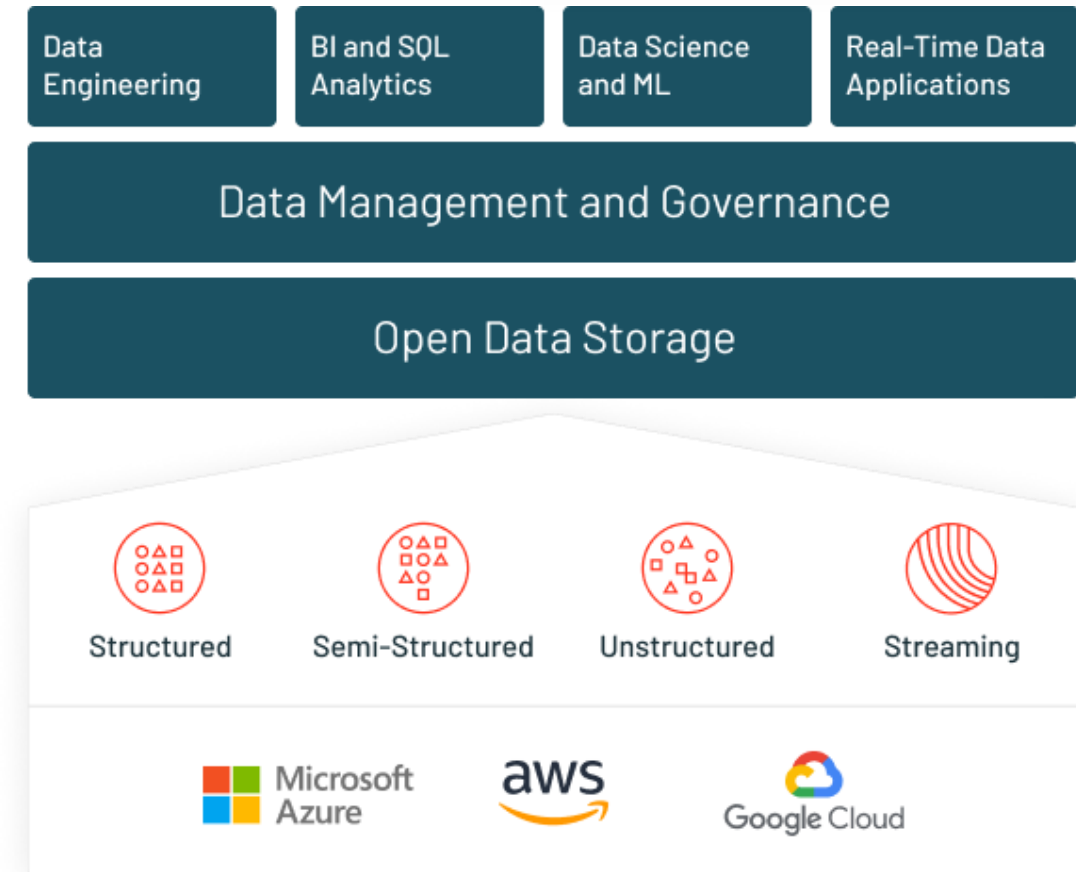 Data
Engineering
BI and SQL
Analytics
Data Science
and ML
Real-Time Data
Applications
Data Management and Governance
Open Data Storage
Structured
Semi-Structured
Unstructured
Streaming
Microsoft
Azure
aws
Google Cloud